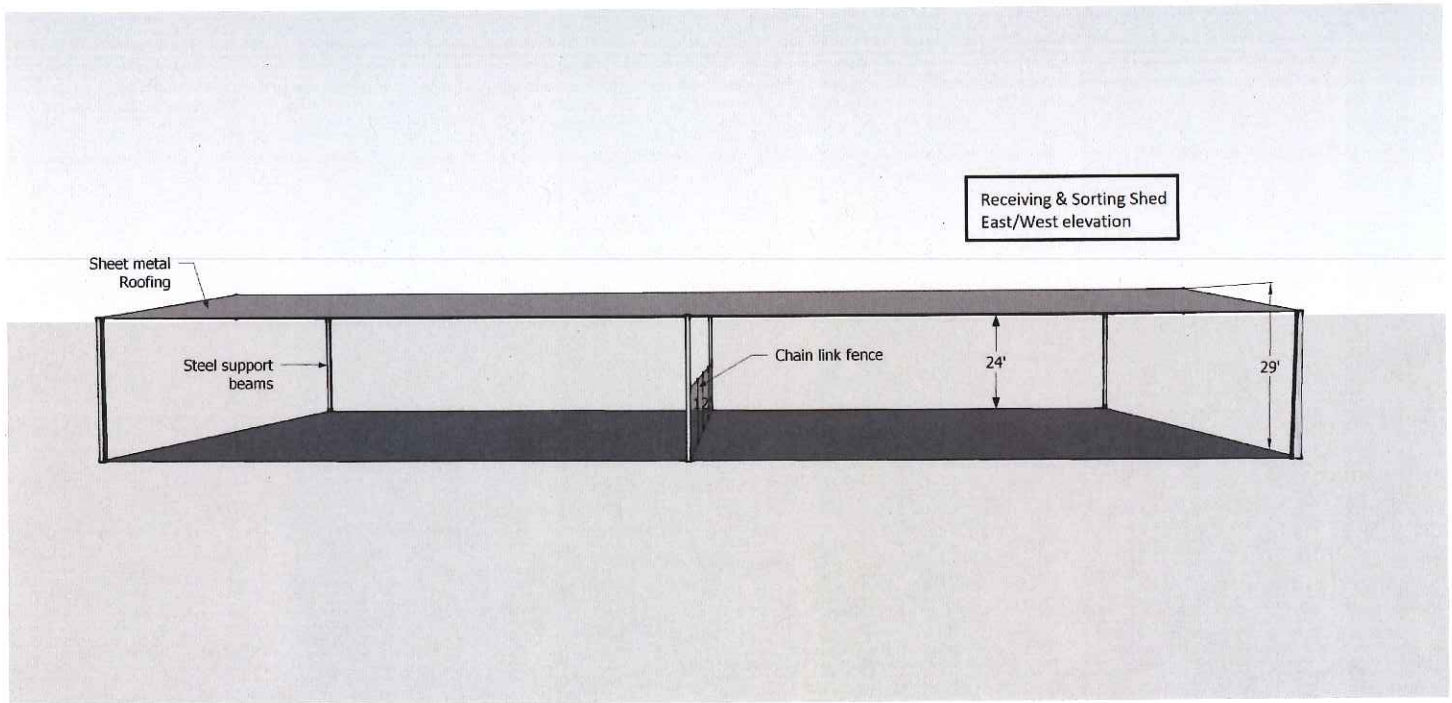 Receiving & Sorting Shed
East/West elevation
Sheet metal
Roofing
Steel support
beams
Chain link fence
24'
29'